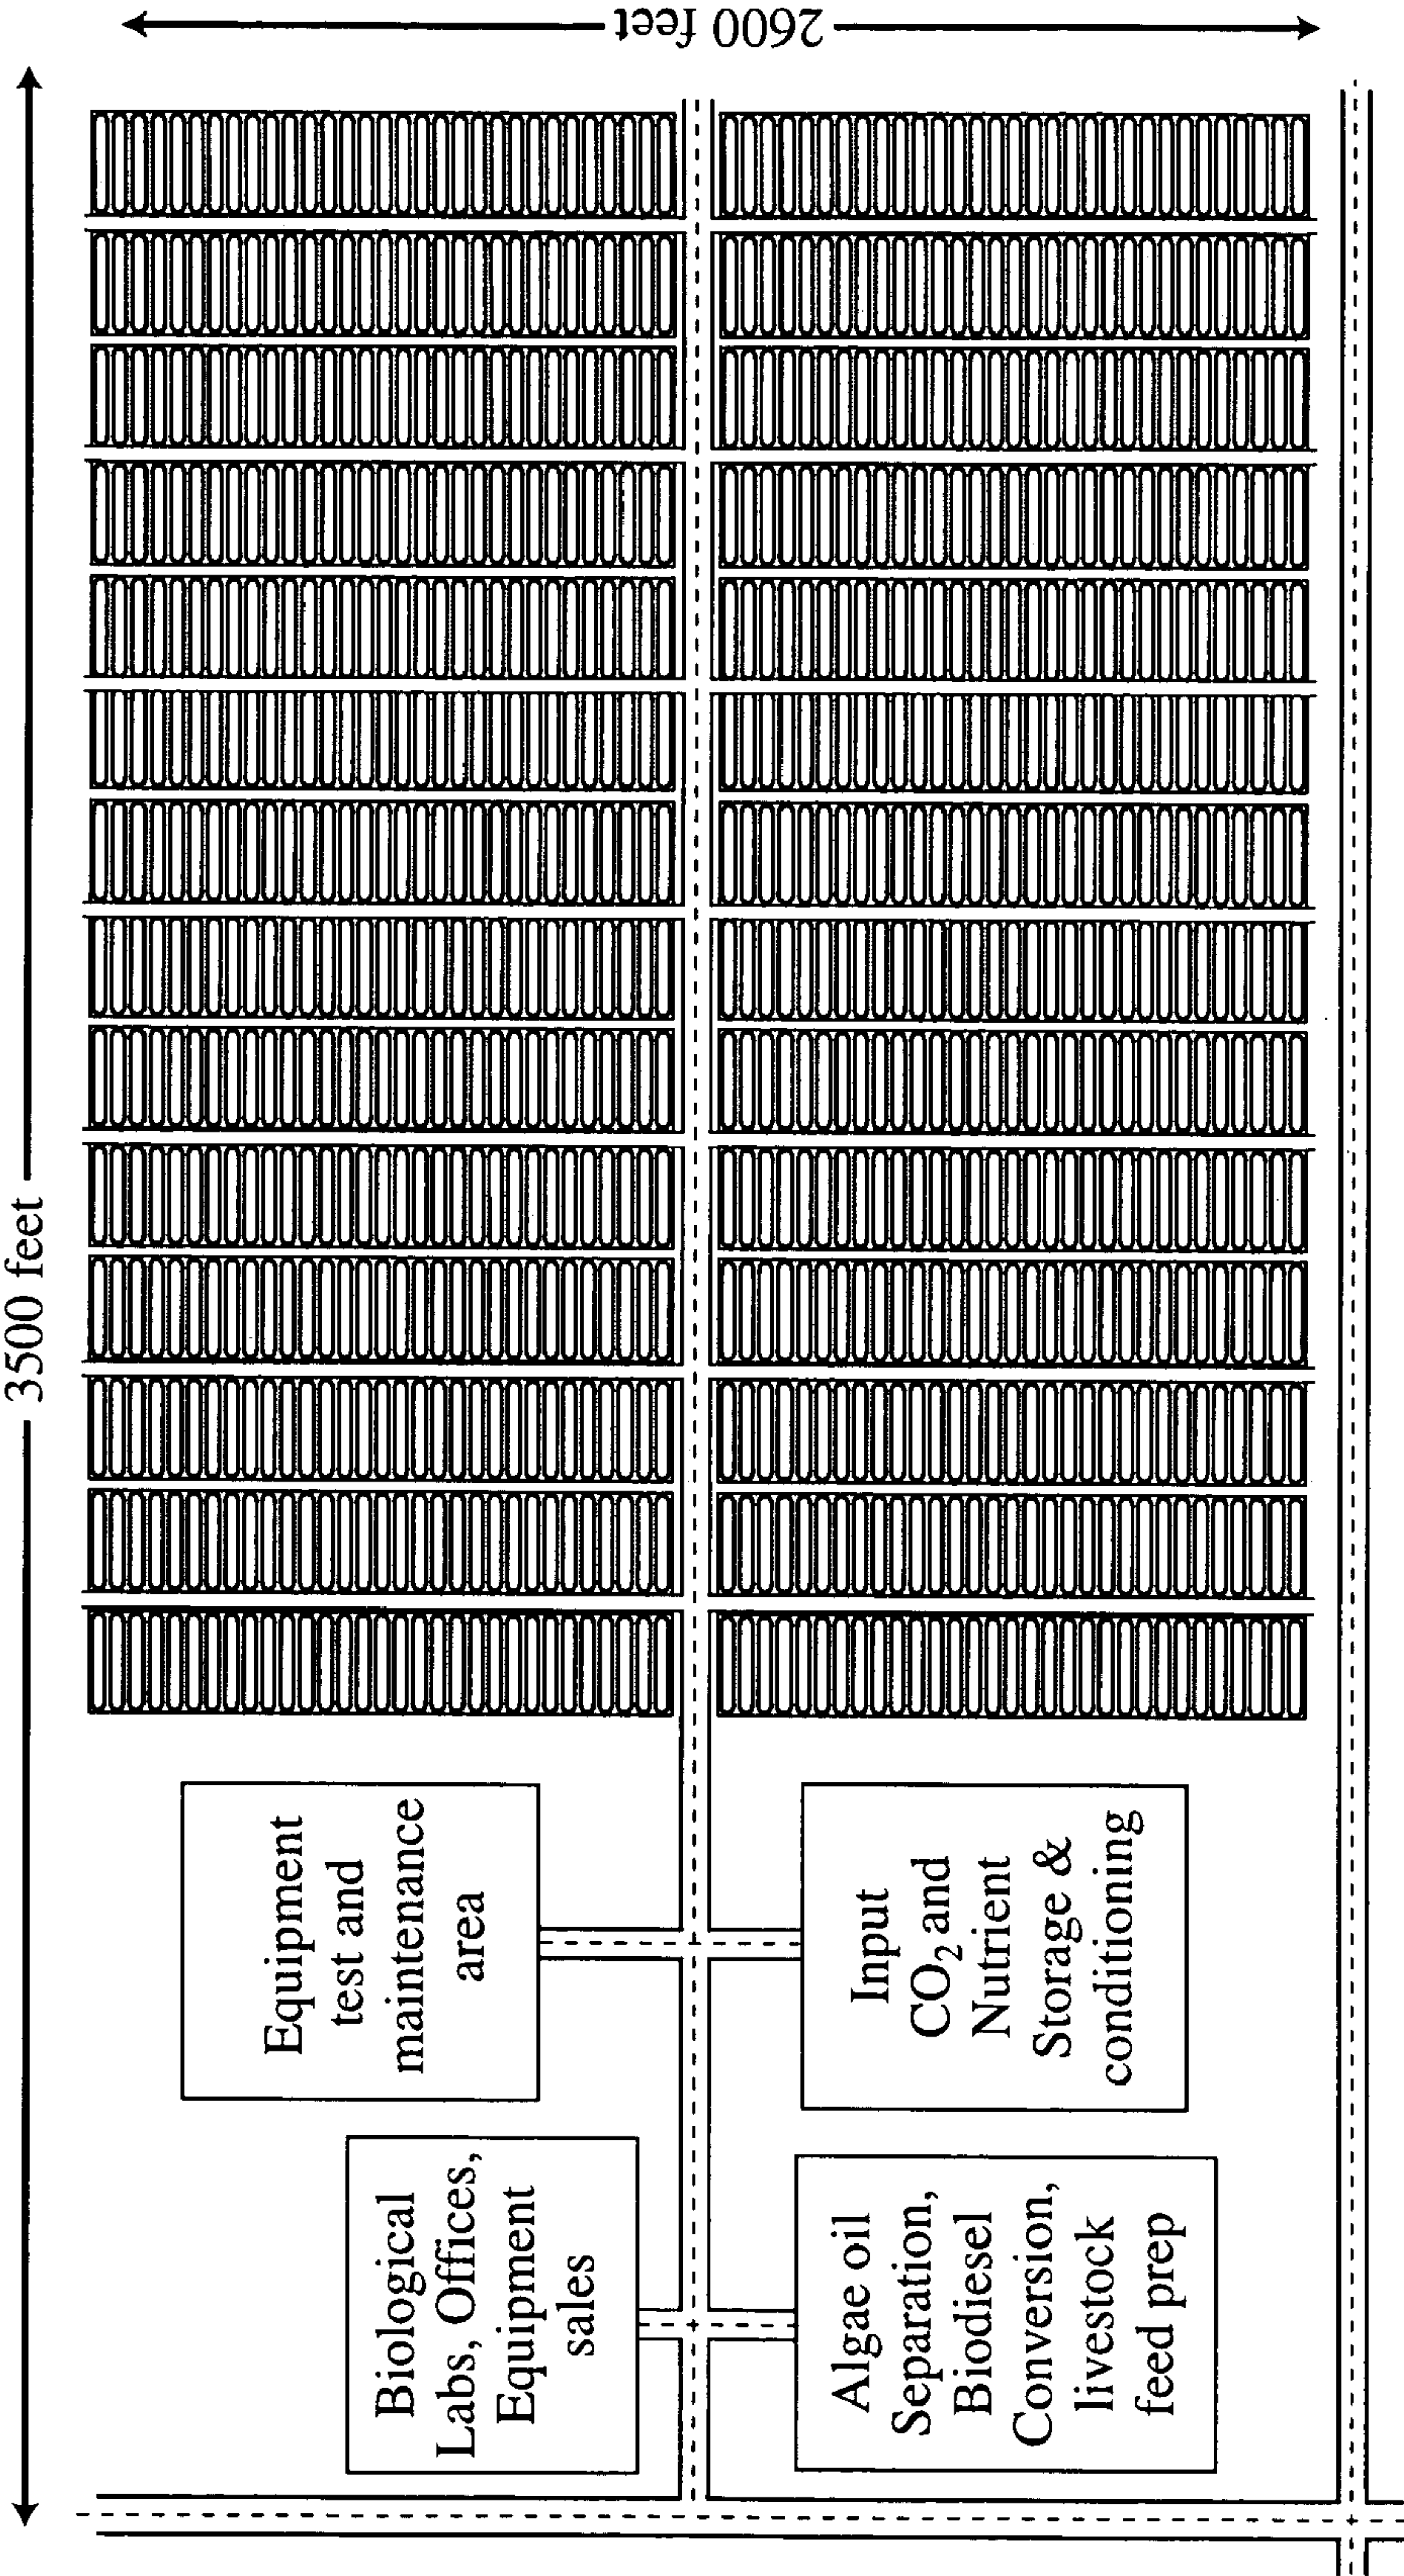 3500 feet
2600 feet
Equipment
test and
maintenance
area
Biological
Labs, Offices,
Equipment
sales
Input
CO₂ and
Nutrient
Storage &
conditioning
Algae oil
Separation,
Biodiesel
Conversion,
livestock
feed prep